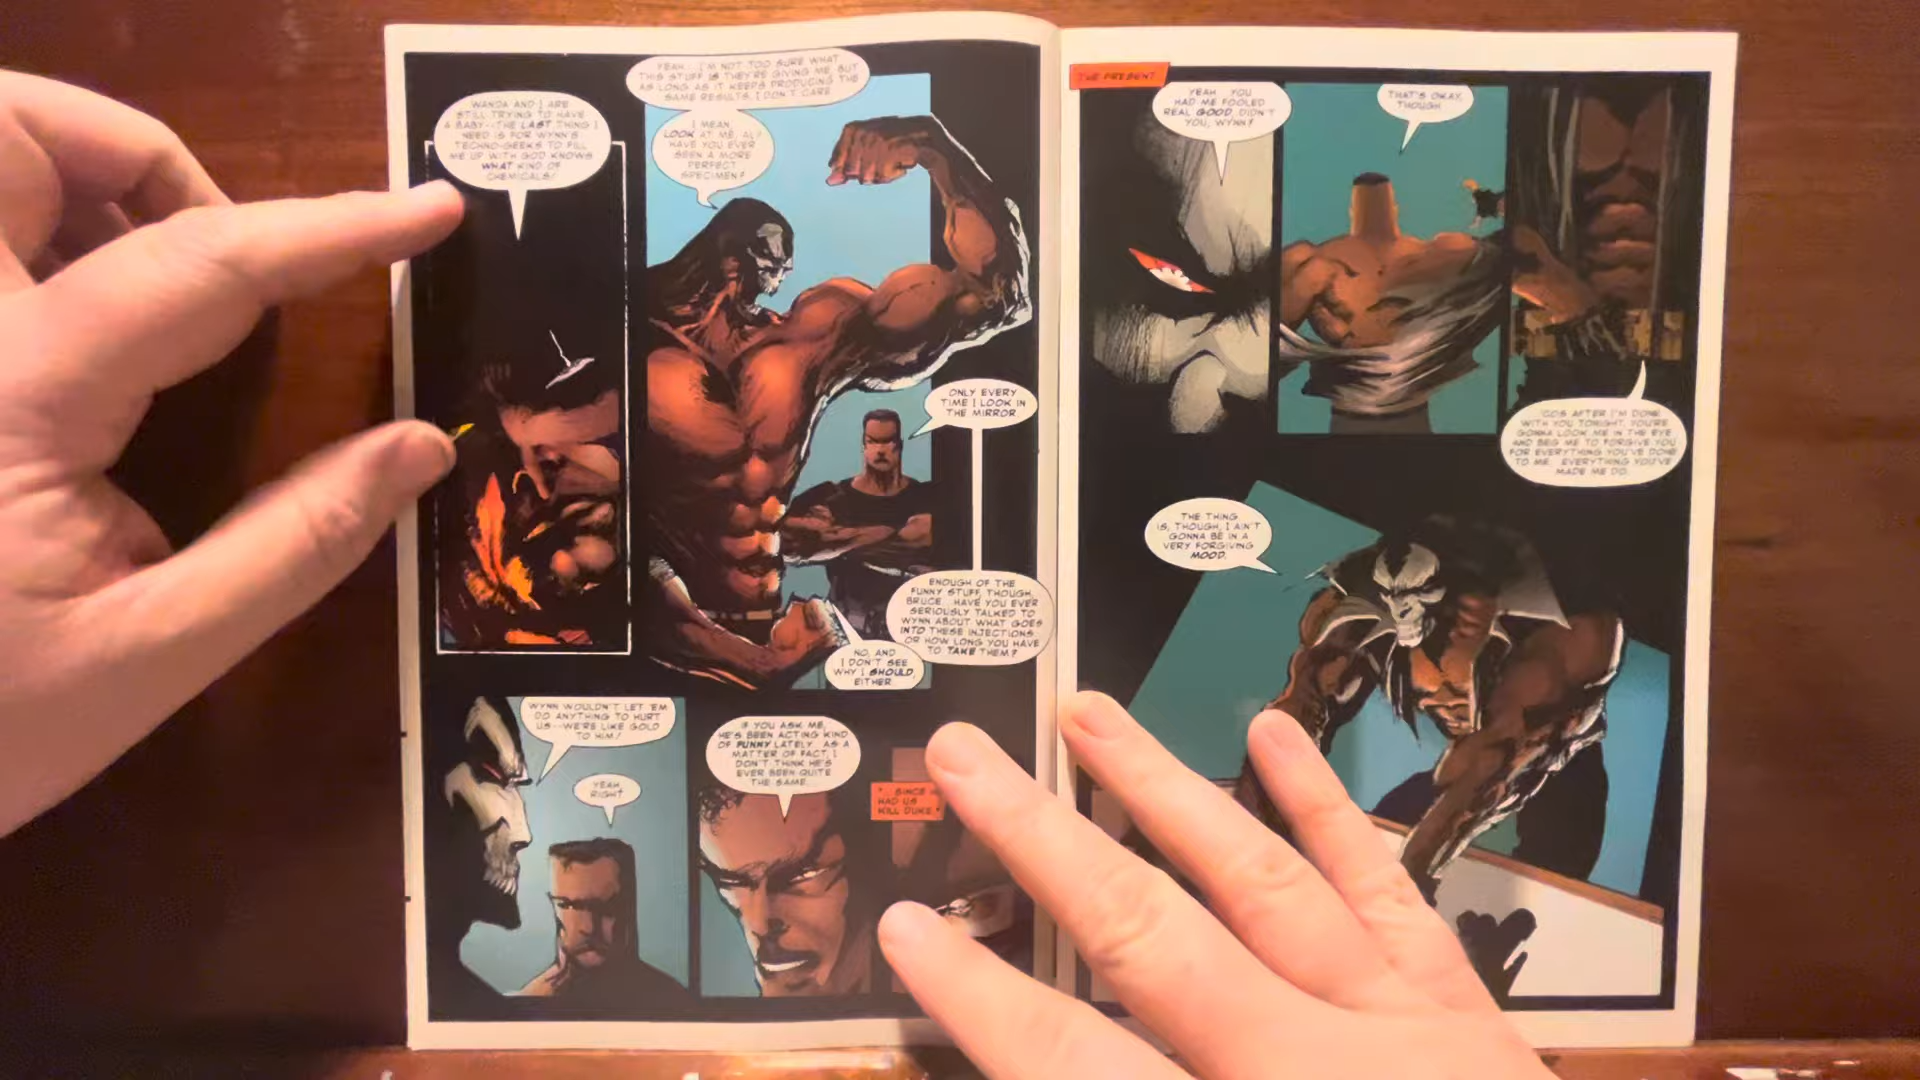 WANDA AND I ARE
STILL TRYING TO HAVE
A BABY--THE LAST THING I
NEED IS FOR WYNN'S
TECHNO-GEEKS TO FILL
ME UP WITH GOD KNOWS
WHAT KIND OF
CHEMICALS!
YEAH... I'M NOT TOO SURE WHAT
THIS STUFF IS THEY'RE GIVING ME, BUT
AS LONG AS IT KEEPS PRODUCING THE
SAME RESULTS, I DON'T CARE.
I MEAN,
LOOK AT ME, AL!
HAVE YOU EVER
SEEN A MORE
PERFECT
SPECIMEN?
ONLY EVERY
TIME I LOOK IN
THE MIRROR.
ENOUGH OF THE
FUNNY STUFF, THOUGH,
BRUCE. HAVE YOU EVER
SERIOUSLY TALKED TO
WYNN ABOUT WHAT GOES
INTO THESE INJECTIONS
OR HOW LONG YOU HAVE
TO TAKE THEM?
NO, AND
I DON'T SEE
WHY I SHOULD,
EITHER.
WYNN WOULDN'T LET 'EM
DO ANYTHING TO HURT
US--WE'RE LIKE GOLD
TO HIM!
YEAH,
RIGHT.
IF YOU ASK ME,
HE'S BEEN ACTING KIND
OF FUNNY LATELY. AS A
MATTER OF FACT, I
DON'T THINK HE'S
EVER BEEN QUITE
THE SAME...
"...SINCE
HAD US
KILL DUKE."
THE PRESENT.
YEAH... YOU
HAD ME FOOLED
REAL GOOD, DIDN'T
YOU, WYNN?
THAT'S OKAY,
THOUGH.
'COS AFTER I'M DONE
WITH YOU TONIGHT, YOU'RE
GONNA LOOK ME IN THE EYE
AND BEG ME TO FORGIVE YOU
FOR EVERYTHING YOU'VE DONE
TO ME. EVERYTHING YOU'VE
MADE ME DO.
THE THING
IS, THOUGH, I AIN'T
GONNA BE IN A
VERY FORGIVING
MOOD.